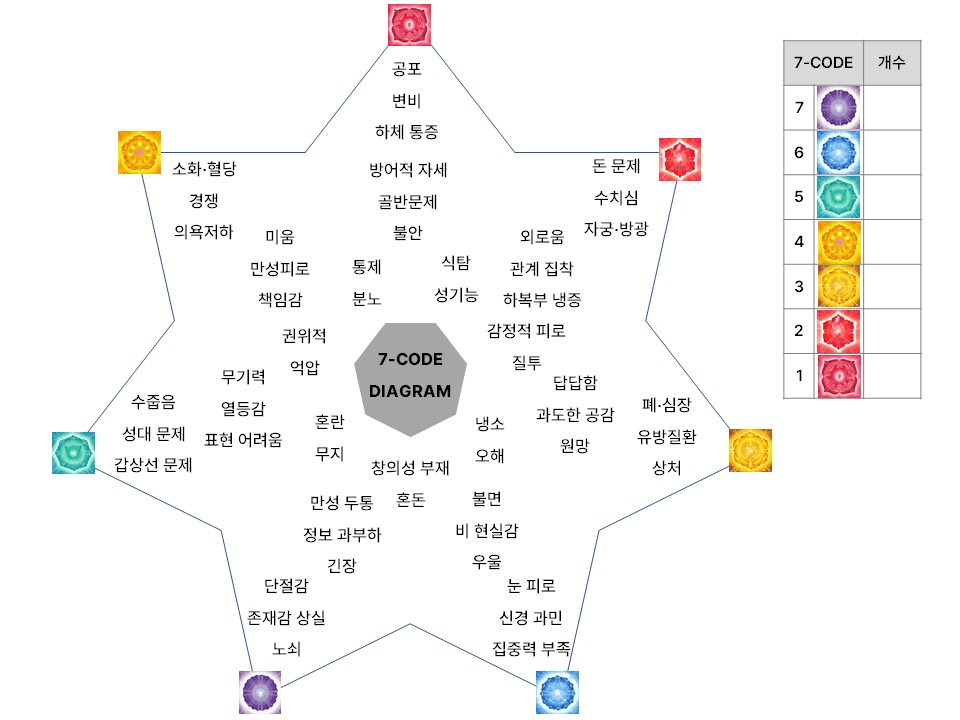 공포
변비
하체 통증
방어적 자세
골반문제
불안
소화·혈당
경쟁
의욕저하
미움
만성피로
책임감
통제
분노
식탐
성기능
외로움
관계 집착
하복부 냉증
돈 문제
수치심
자궁·방광
권위적
억압
7-CODE
DIAGRAM
감정적 피로
질투
무기력
열등감
표현 어려움
수줍음
성대 문제
갑상선 문제
혼란
무지
냉소
오해
답답함
과도한 공감
원망
폐·심장
유방질환
상처
창의성 부재
혼돈
만성 두통
정보 과부하
긴장
불면
비 현실감
우울
단절감
존재감 상실
노쇠
눈 피로
신경 과민
집중력 부족
7-CODE 개수
7
6
5
4
3
2
1